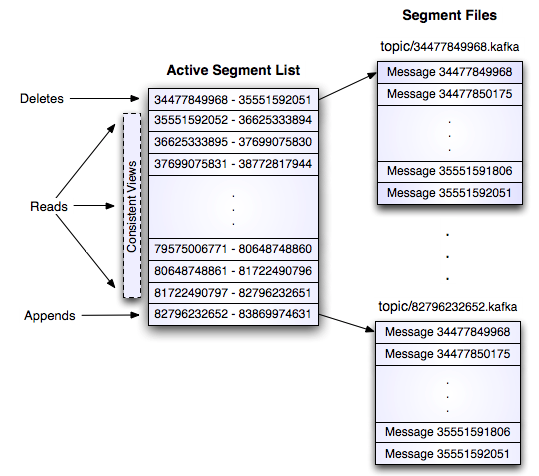 Segment Files
topic/34477849968.kafka
Active Segment List
Message 34477849968
Message 34477850175
.
.
.
Message 35551591806
Message 35551592051
Deletes
34477849968 - 35551592051
35551592052 - 36625333894
36625333895 - 37699075830
37699075831 - 38772817944
.
.
.
79575006771 - 80648748860
80648748861 - 81722490796
81722490797 - 82796232651
82796232652 - 83869974631
Consistent Views
Reads
Appends
.
.
.
topic/82796232652.kafka
Message 34477849968
Message 34477850175
.
.
.
Message 35551591806
Message 35551592051